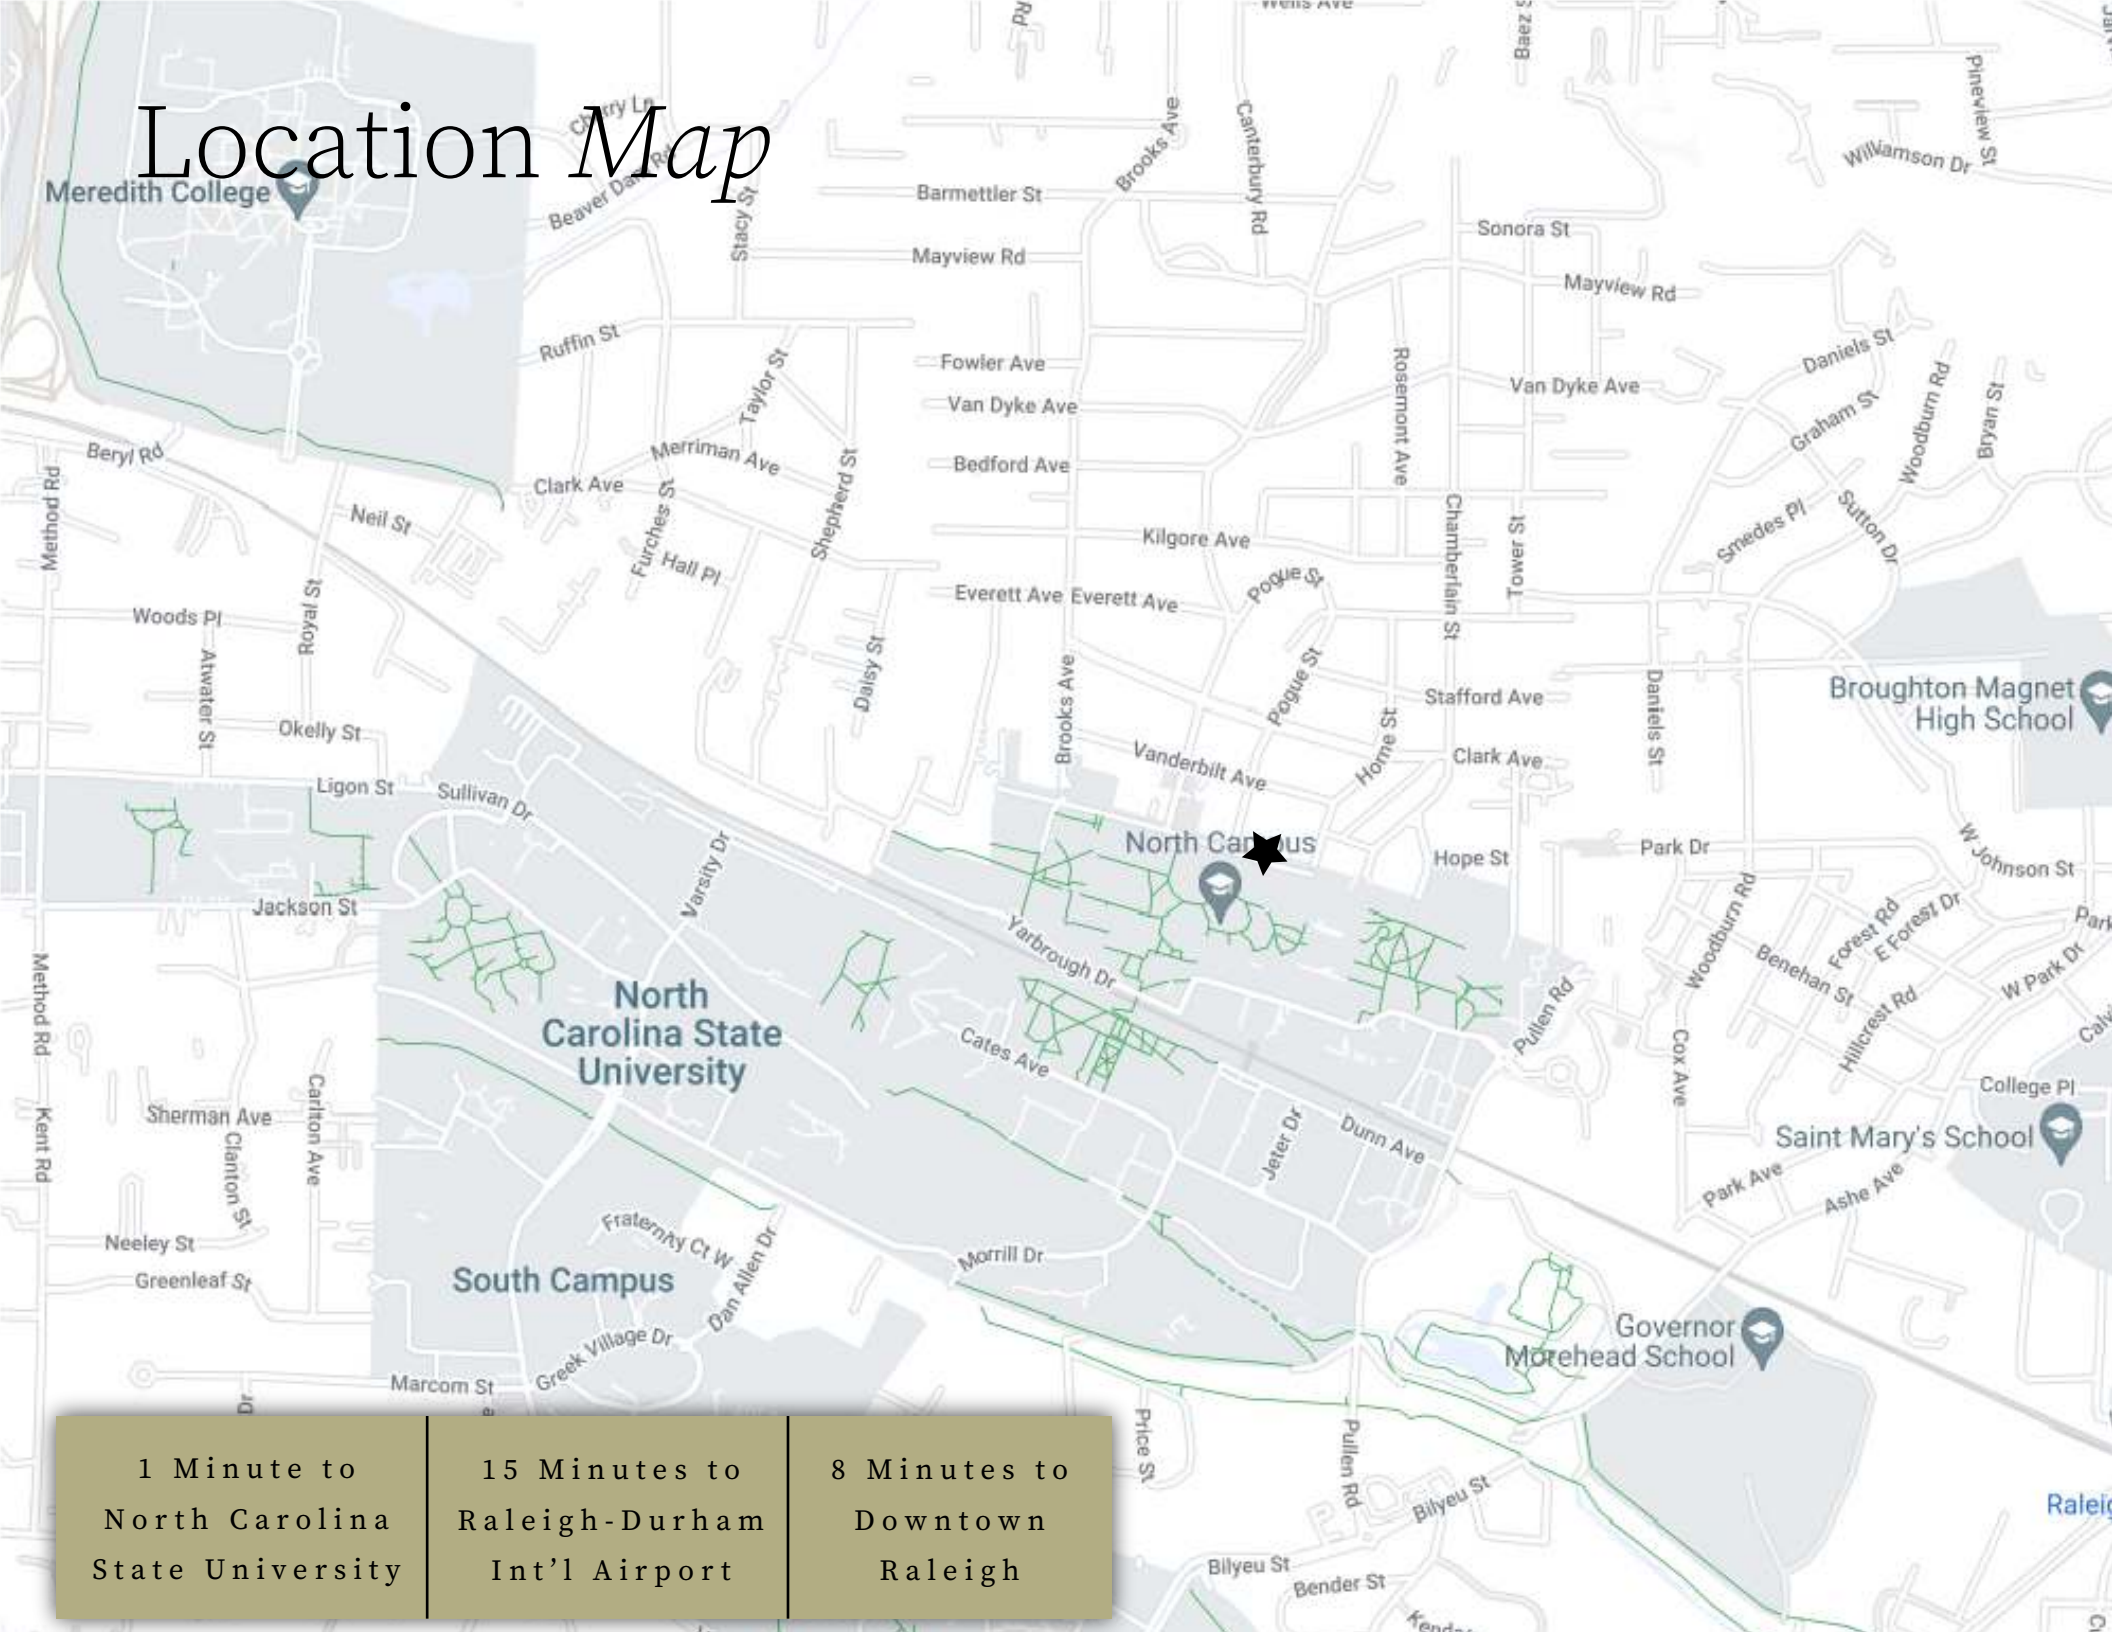 Location Map
Wells Ave
Rd
Cherry Ln
Meredith College
Beaver Dam Rd
Stacy St
Barmettler St
Brooks Ave
Canterbury Rd
Mayview Rd
Sonora St
Mayview Rd
Williamson Dr
Pineview St
Ruffin St
Taylor St
Fowler Ave
Van Dyke Ave
Rosemont Ave
Van Dyke Ave
Daniels St
Graham St
Woodburn Rd
Bryan St
Beryl Rd
Method Rd
Merriman Ave
Bedford Ave
Clark Ave
Furches St
Shepherd St
Neil St
Hall Pl
Kilgore Ave
Chamberlain St
Tower St
Smedes Pl
Sutton Dr
Everett Ave
Everett Ave
Pogue St
Woods Pl
Royal St
Atwater St
Daisy St
Brooks Ave
Pogue St
Horne St
Stafford Ave
Daniels St
Broughton Magnet
High School
Okelly St
Vanderbilt Ave
Clark Ave
Ligon St
Sullivan Dr
Varsity Dr
North Campus
Hope St
Park Dr
W Johnson St
Jackson St
Woodburn Rd
Forest Rd
E Forest Dr
Park
Method Rd
Yarbrough Dr
Benehan St
W Park Dr
Hillcrest Rd
Pullen Rd
North
Carolina State
University
Cates Ave
Cox Ave
College Pl
Kent Rd
Sherman Ave
Clanton St
Carlton Ave
Jeter Dr
Dunn Ave
Saint Mary's School
Park Ave
Ashe Ave
Neeley St
Greenleaf St
Fraternity Ct W
Dan Allen Dr
South Campus
Morrill Dr
Greek Village Dr
Governor
Morehead School
Marcom St
Dr
Price St
Pullen Rd
Bilyeu St
Bilyeu St
Bender St
1 Minute to
North Carolina
State University
15 Minutes to
Raleigh-Durham
Int’l Airport
8 Minutes to
Downtown
Raleigh